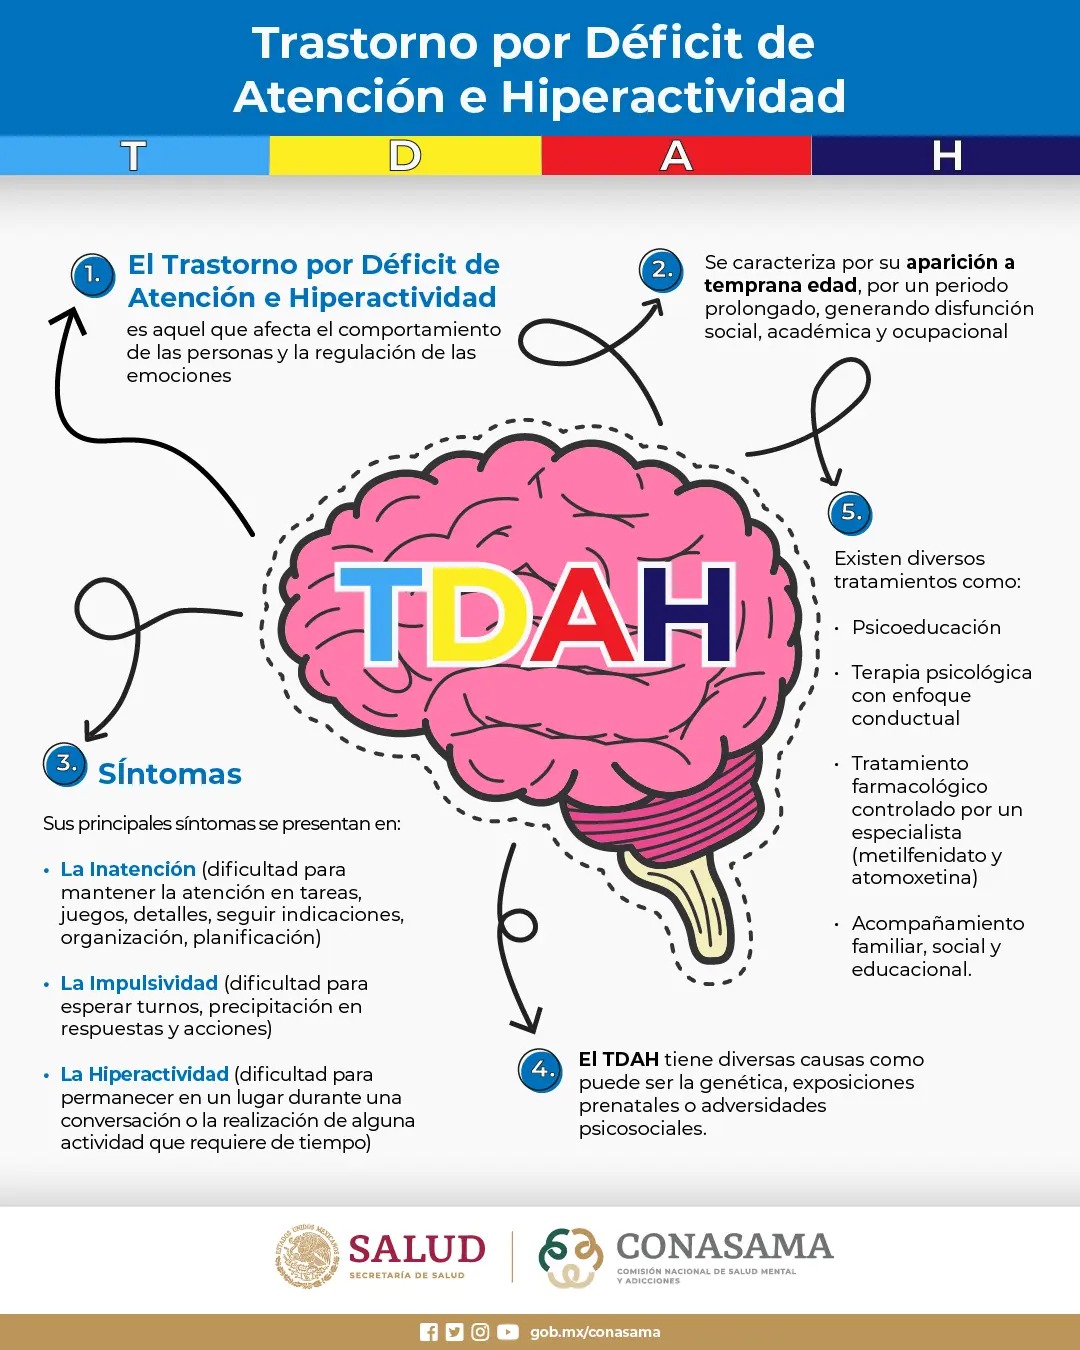 Trastorno por Déficit de
Atención e Hiperactividad
T D A H
1. El Trastorno por Déficit de
Atención e Hiperactividad
es aquel que afecta el comportamiento
de las personas y la regulación de las
emociones
2. Se caracteriza por su aparición a
temprana edad, por un periodo
prolongado, generando disfunción
social, académica y ocupacional
TDAH
3. SÍntomas
Sus principales síntomas se presentan en:
• La Inatención (dificultad para
mantener la atención en tareas,
juegos, detalles, seguir indicaciones,
organización, planificación)
• La Impulsividad (dificultad para
esperar turnos, precipitación en
respuestas y acciones)
• La Hiperactividad (dificultad para
permanecer en un lugar durante una
conversación o la realización de alguna
actividad que requiere de tiempo)
4. El TDAH tiene diversas causas como
puede ser la genética, exposiciones
prenatales o adversidades
psicosociales.
5.
Existen diversos
tratamientos como:
· Psicoeducación
· Terapia psicológica
con enfoque
conductual
· Tratamiento
farmacológico
controlado por un
especialista
(metilfenidato y
atomoxetina)
· Acompañamiento
familiar, social y
educacional.
ESTADOS UNIDOS MEXICANOS
SALUD
SECRETARÍA DE SALUD
CONASAMA
COMISIÓN NACIONAL DE SALUD MENTAL
Y ADICCIONES
gob.mx/conasama